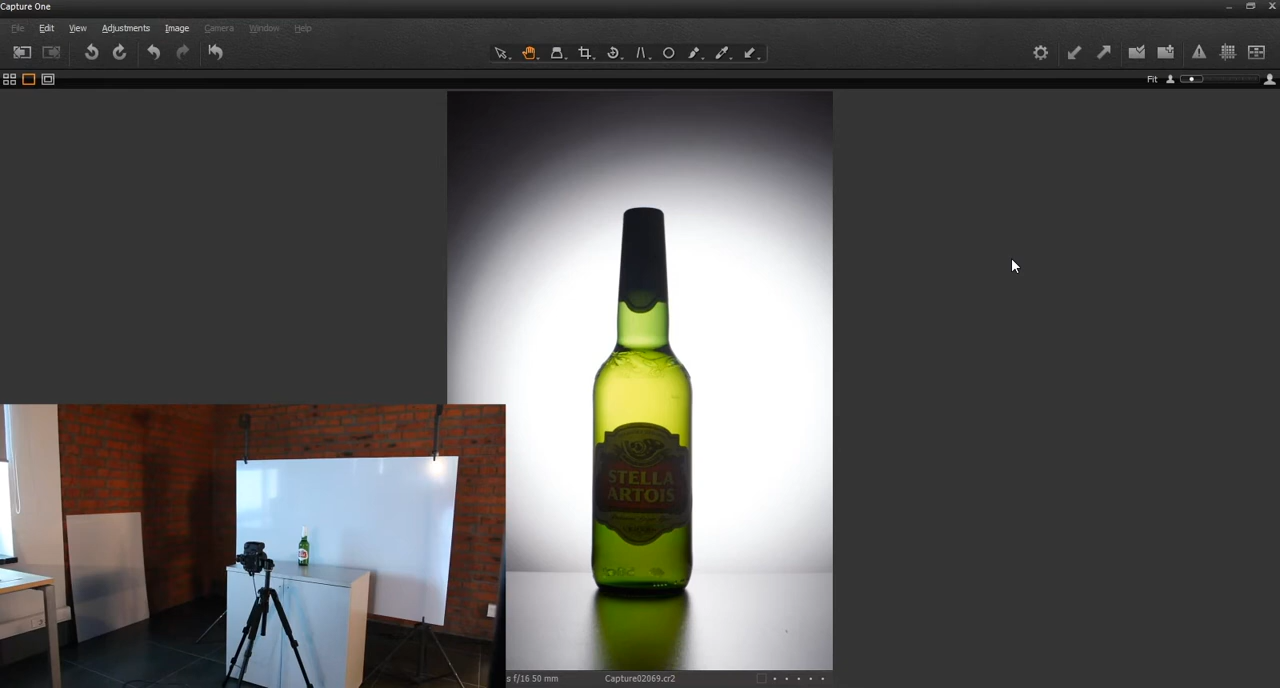 Capture One
File Edit View Adjustments Image Camera Window Help
Fit
STELLA
ARTOIS
s f/16 50 mm Capture02069.cr2